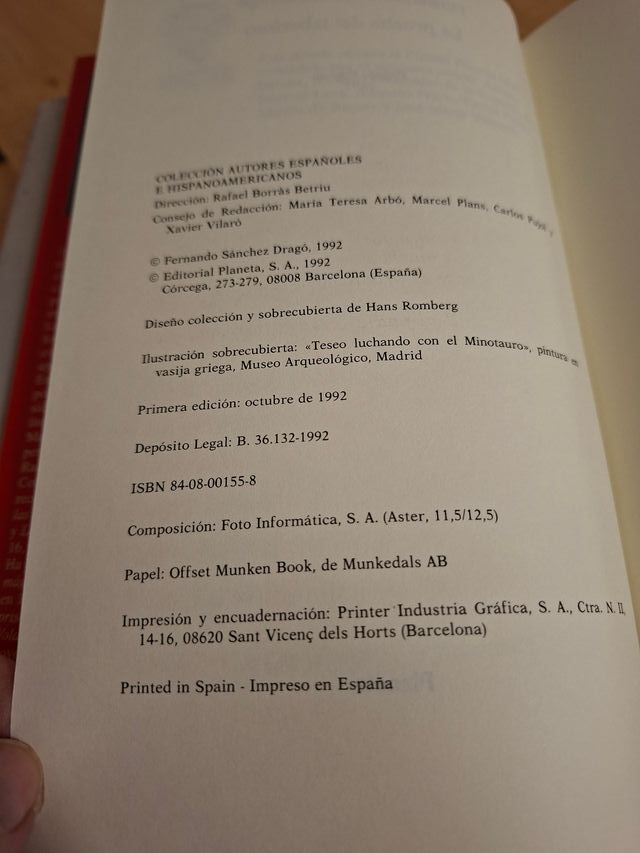 COLECCIÓN AUTORES ESPAÑOLES
E HISPANOAMERICANOS
Dirección: Rafael Borràs Betriu
Consejo de Redacción: María Teresa Arbó, Marcel Plans, Carlos Pujol y
Xavier Vilaró
© Fernando Sánchez Dragó, 1992
© Editorial Planeta, S. A., 1992
Córcega, 273-279, 08008 Barcelona (España)
Diseño colección y sobrecubierta de Hans Romberg
Ilustración sobrecubierta: «Teseo luchando con el Minotauro», pintura en
vasija griega, Museo Arqueológico, Madrid
Primera edición: octubre de 1992
Depósito Legal: B. 36.132-1992
ISBN 84-08-00155-8
Composición: Foto Informática, S. A. (Aster, 11,5/12,5)
Papel: Offset Munken Book, de Munkedals AB
Impresión y encuadernación: Printer Industria Gráfica, S. A., Ctra. N. II,
14-16, 08620 Sant Vicenç dels Horts (Barcelona)
Printed in Spain - Impreso en España